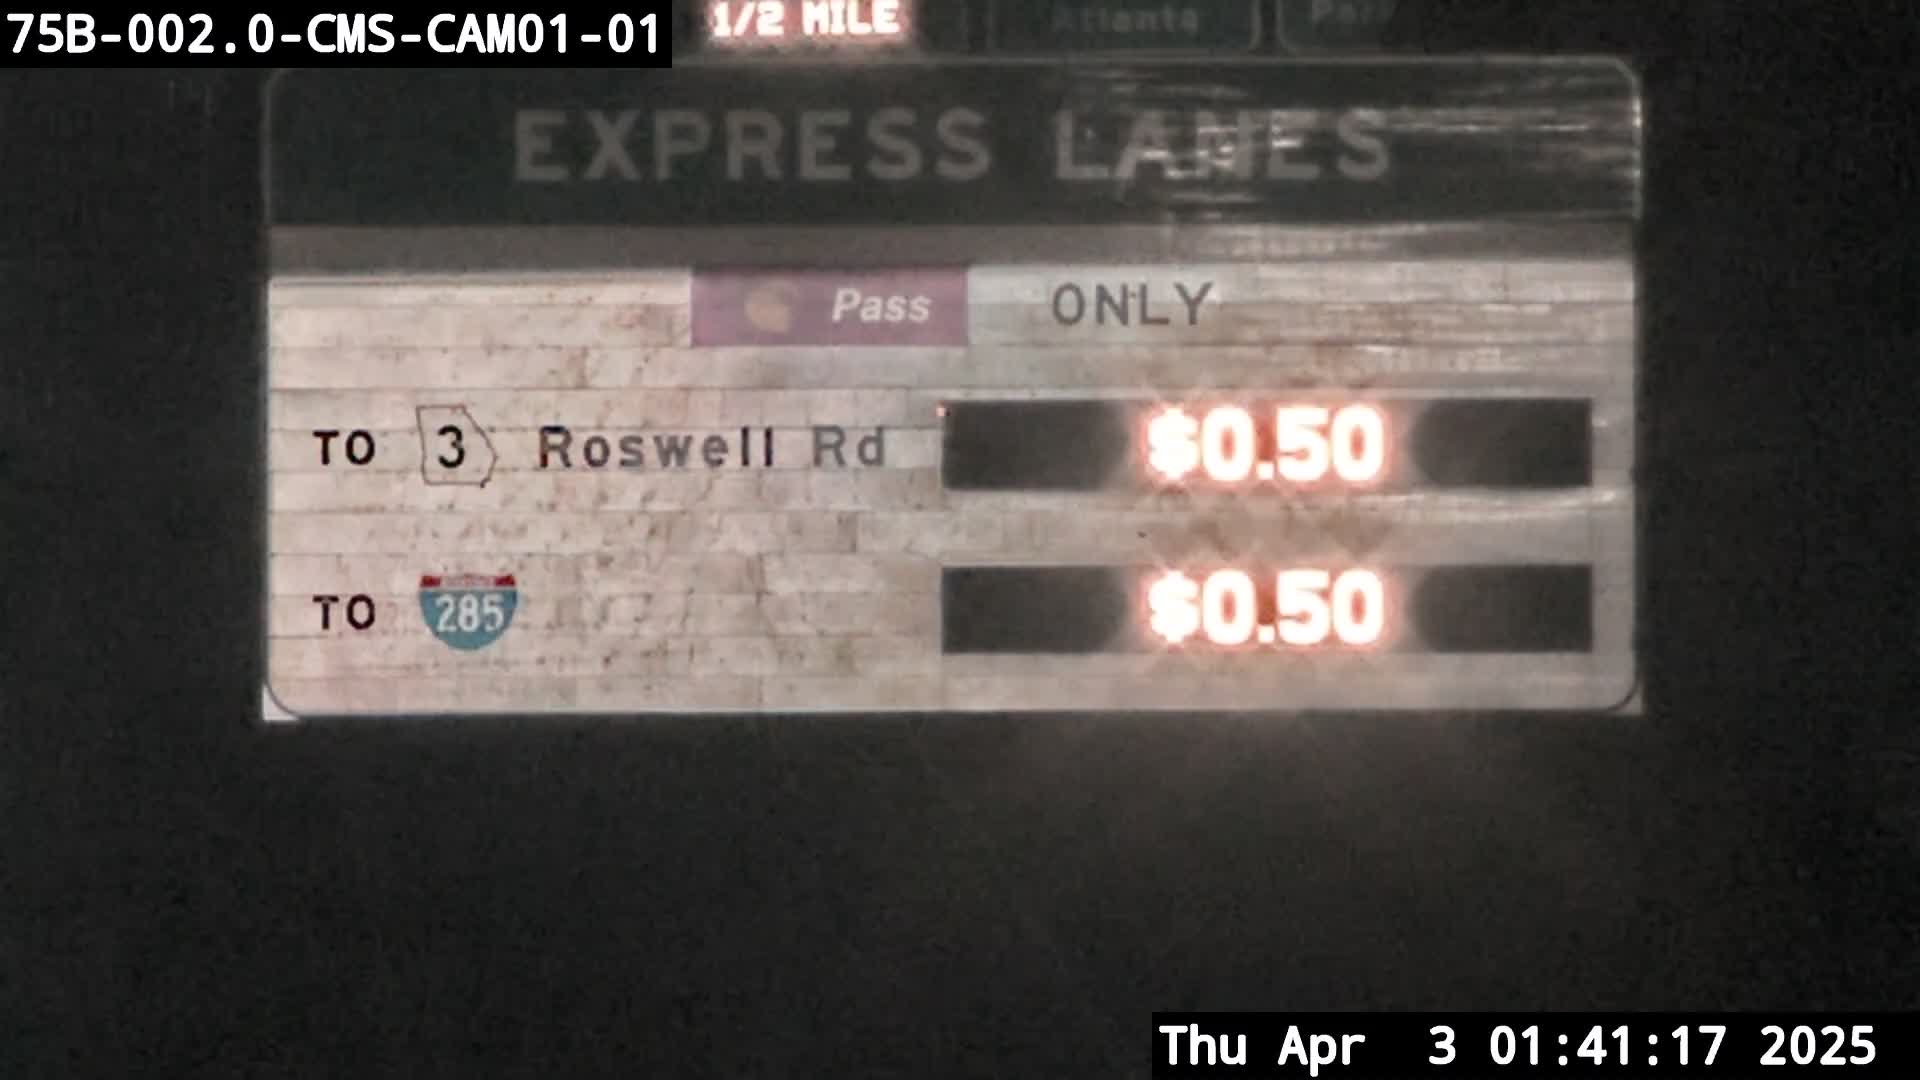 75B-002.0-CMS-CAM01-01
1/2 MILE
Atlanta
EXPRESS LANES
Pass ONLY
TO 3 Roswell Rd $0.50
TO 285 $0.50
Thu Apr 3 01:41:17 2025